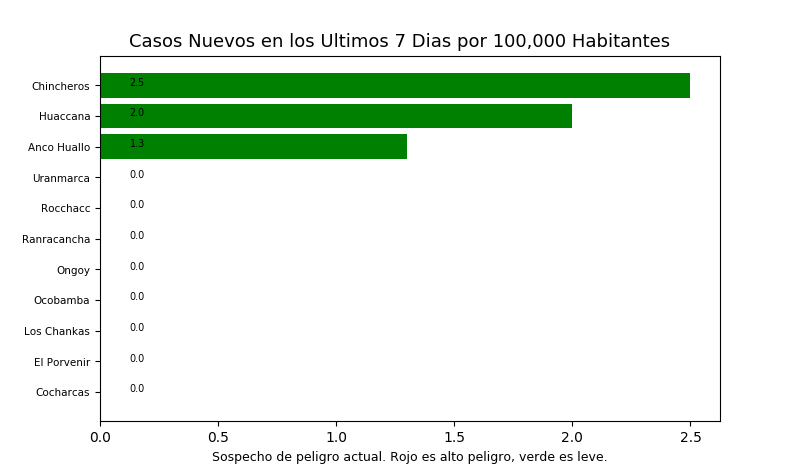 Casos Nuevos en los Ultimos 7 Dias por 100,000 Habitantes
Chincheros 2.5
Huaccana 2.0
Anco Huallo 1.3
Uranmarca 0.0
Rocchacc 0.0
Ranracancha 0.0
Ongoy 0.0
Ocobamba 0.0
Los Chankas 0.0
El Porvenir 0.0
Cocharcas 0.0
0.0 0.5 1.0 1.5 2.0 2.5
Sospecho de peligro actual. Rojo es alto peligro, verde es leve.